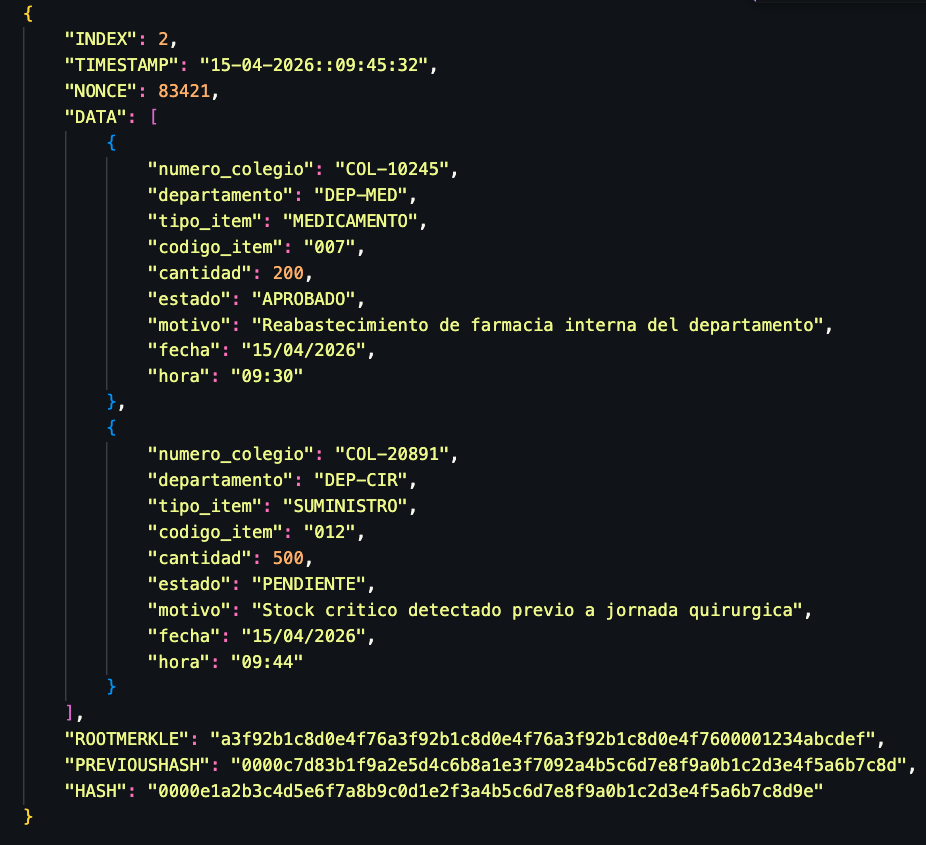 {
"INDEX": 2,
"TIMESTAMP": "15-04-2026::09:45:32",
"NONCE": 83421,
"DATA": [
{
"numero_colegio": "COL-10245",
"departamento": "DEP-MED",
"tipo_item": "MEDICAMENTO",
"codigo_item": "007",
"cantidad": 200,
"estado": "APROBADO",
"motivo": "Reabastecimiento de farmacia interna del departamento",
"fecha": "15/04/2026",
"hora": "09:30"
},
{
"numero_colegio": "COL-20891",
"departamento": "DEP-CIR",
"tipo_item": "SUMINISTRO",
"codigo_item": "012",
"cantidad": 500,
"estado": "PENDIENTE",
"motivo": "Stock critico detectado previo a jornada quirurgica",
"fecha": "15/04/2026",
"hora": "09:44"
}
],
"ROOTMERKLE": "a3f92b1c8d0e4f76a3f92b1c8d0e4f76a3f92b1c8d0e4f7600001234abcdef",
"PREVIOUSHASH": "0000c7d83b1f9a2e5d4c6b8a1e3f7092a4b5c6d7e8f9a0b1c2d3e4f5a6b7c8d",
"HASH": "0000e1a2b3c4d5e6f7a8b9c0d1e2f3a4b5c6d7e8f9a0b1c2d3e4f5a6b7c8d9e"
}